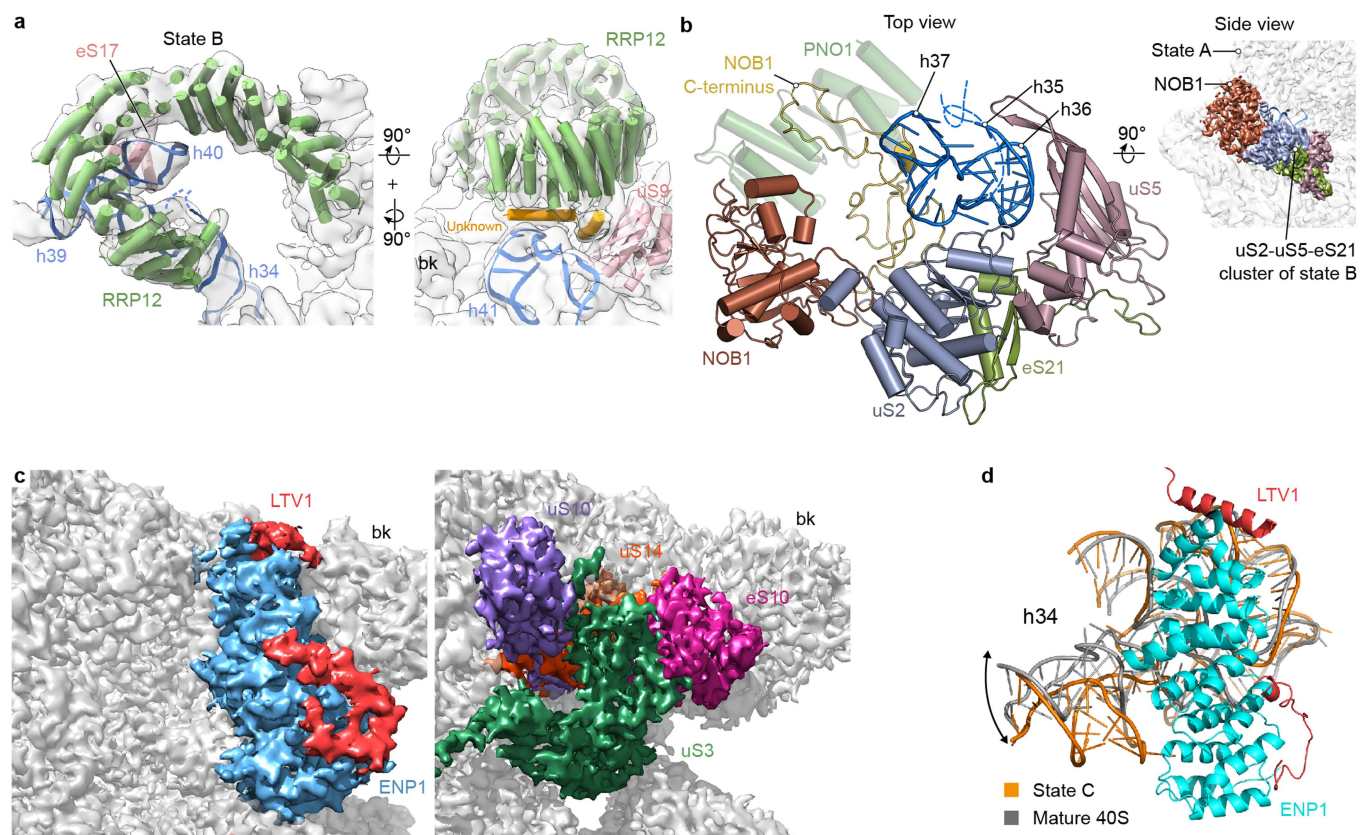 a
State B
eS17
h40
h39
h34
RRP12
90°
+
90°
RRP12
uS9
Unknown
bk
h41
b
Top view
PNO1
NOB1
C-terminus
h37
h35
h36
uS5
NOB1
uS2
eS21
90°
Side view
State A
NOB1
uS2-uS5-eS21
cluster of state B
c
LTV1
bk
ENP1
uS10
uS14
bk
eS10
uS3
d
LTV1
h34
State C
Mature 40S
ENP1